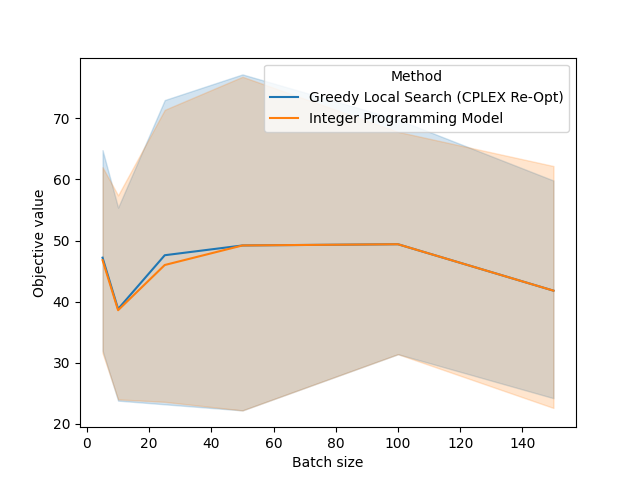 Method
Greedy Local Search (CPLEX Re-Opt)
Integer Programming Model
Objective value
70
60
50
40
30
20
0 20 40 60 80 100 120 140
Batch size